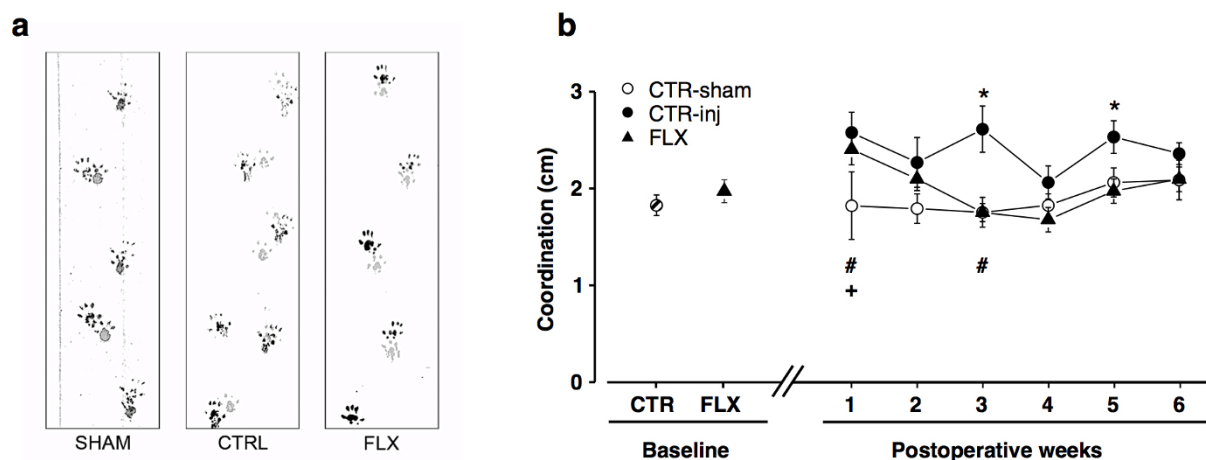 a
SHAM CTRL FLX
b
CTR-sham
CTR-inj
FLX
Coordination (cm)
3
2
1
0
* *
# #
+
CTR FLX 1 2 3 4 5 6
Baseline Postoperative weeks